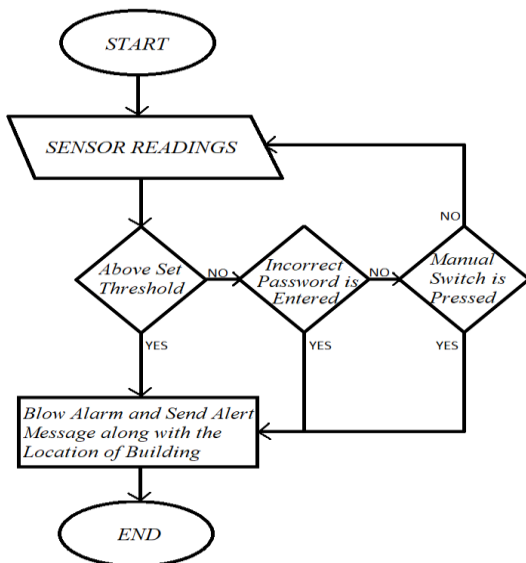 START
SENSOR READINGS
NO
Above Set
Threshold
NO
Incorrect
Password is
Entered
NO
Manual
Switch is
Pressed
YES
YES
YES
Blow Alarm and Send Alert
Message along with the
Location of Building
END